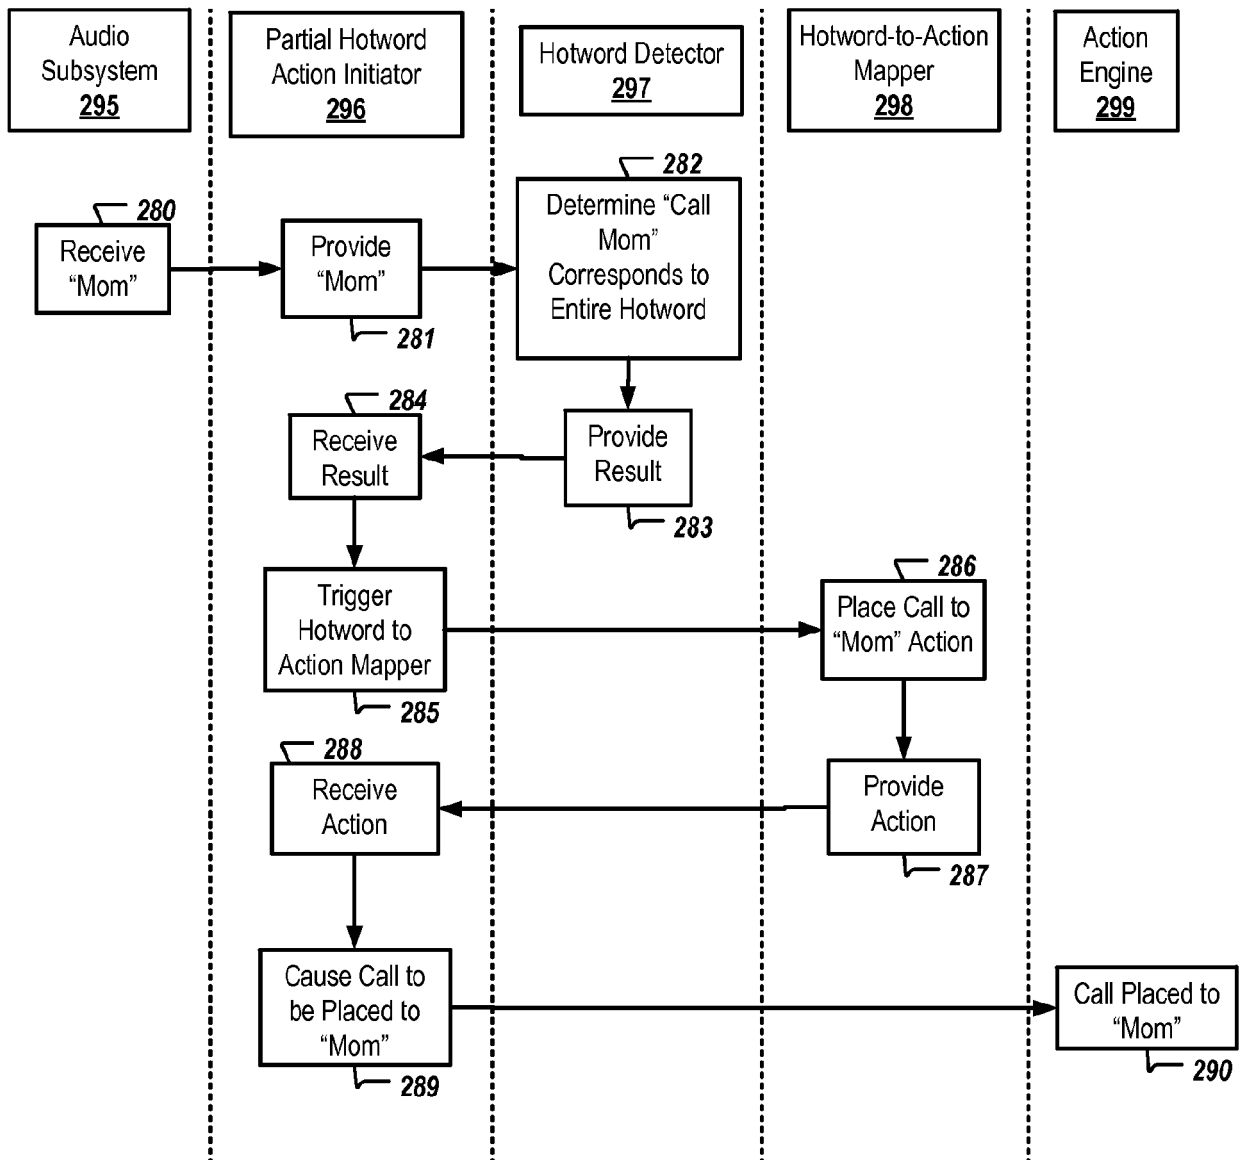 Audio
Subsystem
295
Partial Hotword
Action Initiator
296
Hotword Detector
297
Hotword-to-Action
Mapper
298
Action
Engine
299
280
Receive
“Mom”
Provide
“Mom”
281
282
Determine “Call
Mom”
Corresponds to
Entire Hotword
284
Receive
Result
Provide
Result
283
Trigger
Hotword to
Action Mapper
285
286
Place Call to
“Mom” Action
288
Receive
Action
Provide
Action
287
Cause Call to
be Placed to
“Mom”
289
Call Placed to
“Mom”
290